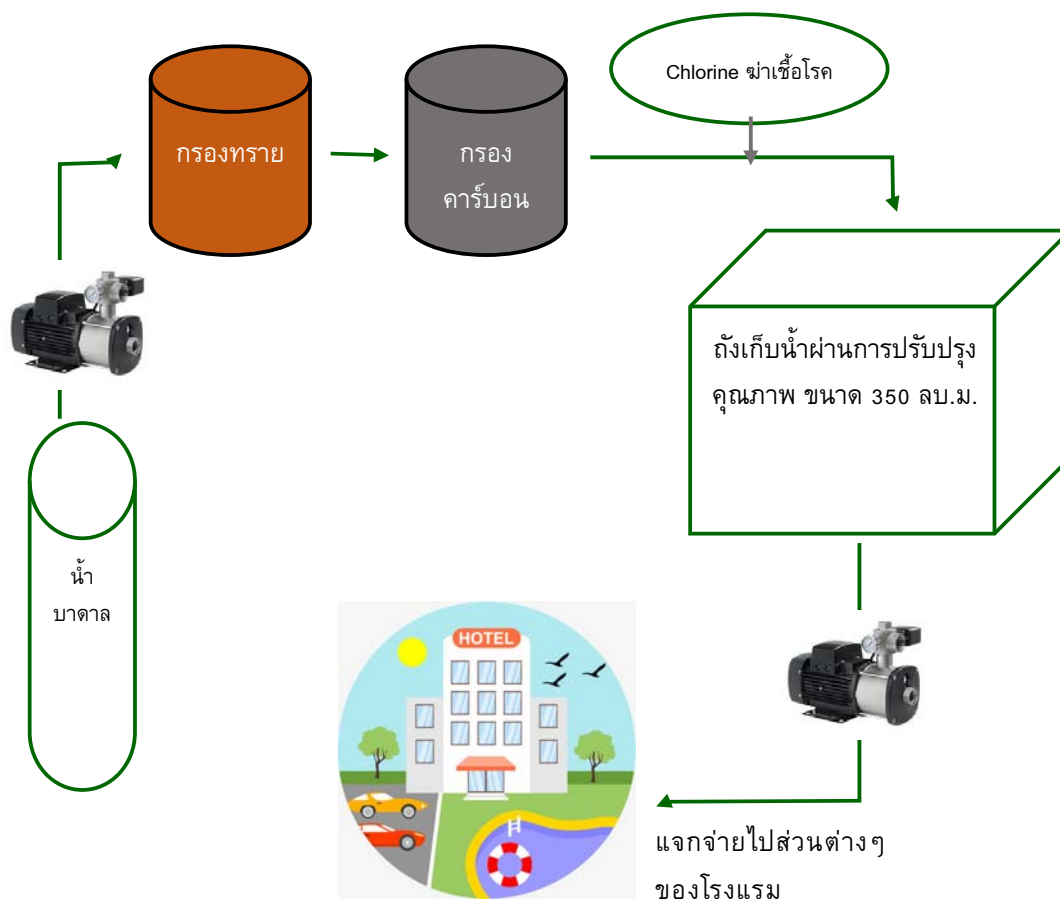 Chlorine ฆ่าเชื้อโรค
กรองทราย
กรอง
คาร์บอน
ถังเก็บน้ำผ่านการปรับปรุง
คุณภาพ ขนาด 350 ลบ.ม.
น้ำ
บาดาล
HOTEL
แจกจ่ายไปส่วนต่างๆ
ของโรงแรม